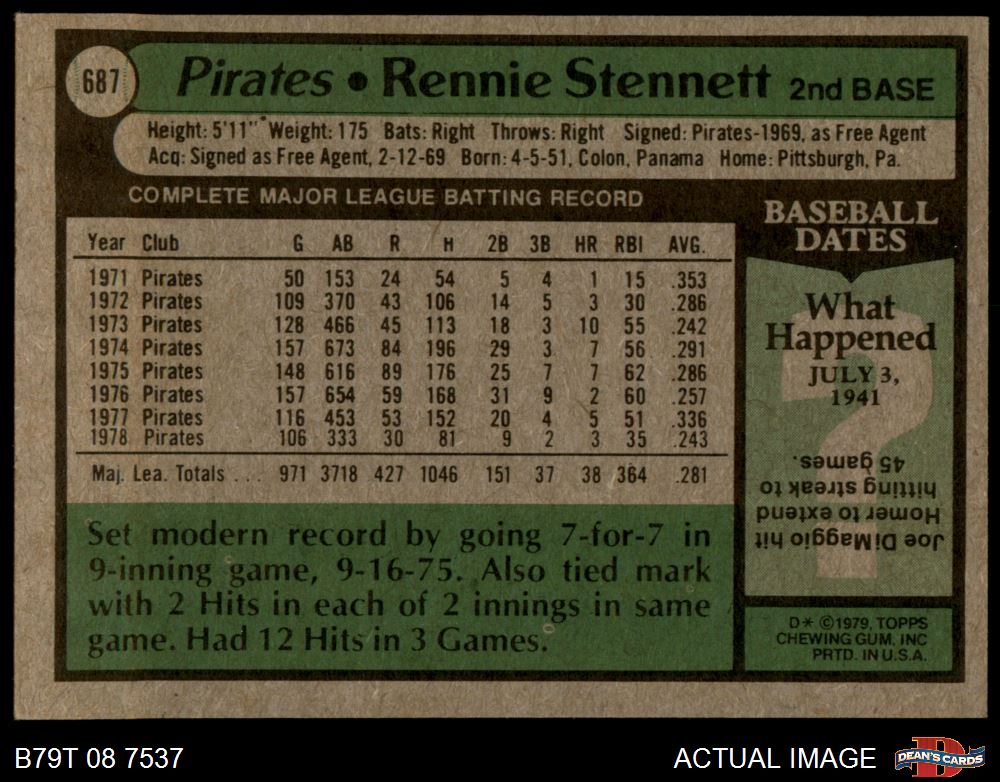 687
Pirates • Rennie Stennett 2nd BASE
Height: 5'11" Weight: 175 Bats: Right Throws: Right Signed: Pirates-1969, as Free Agent
Acq: Signed as Free Agent, 2-12-69 Born: 4-5-51, Colon, Panama Home: Pittsburgh, Pa.
COMPLETE MAJOR LEAGUE BATTING RECORD
Year Club G AB R H 2B 3B HR RBI AVG.
1971 Pirates 50 153 24 54 5 4 1 15 .353
1972 Pirates 109 370 43 106 14 5 3 30 .286
1973 Pirates 128 466 45 113 18 3 10 55 .242
1974 Pirates 157 673 84 196 29 3 7 56 .291
1975 Pirates 148 616 89 176 25 7 7 62 .286
1976 Pirates 157 654 59 168 31 9 2 60 .257
1977 Pirates 116 453 53 152 20 4 5 51 .336
1978 Pirates 106 333 30 81 9 2 3 35 .243
Maj. Lea. Totals ... 971 3718 427 1046 151 37 38 364 .281
Set modern record by going 7-for-7 in
9-inning game, 9-16-75. Also tied mark
with 2 Hits in each of 2 innings in same
game. Had 12 Hits in 3 Games.
BASEBALL
DATES
What
Happened
JULY 3,
1941
?
Joe DiMaggio hit
Homer to extend
hitting streak to
45 games.
D* ©1979, TOPPS
CHEWING GUM, INC
PRTD. IN U.S.A.
B79T 08 7537
ACTUAL IMAGE
D
DEAN'S CARDS